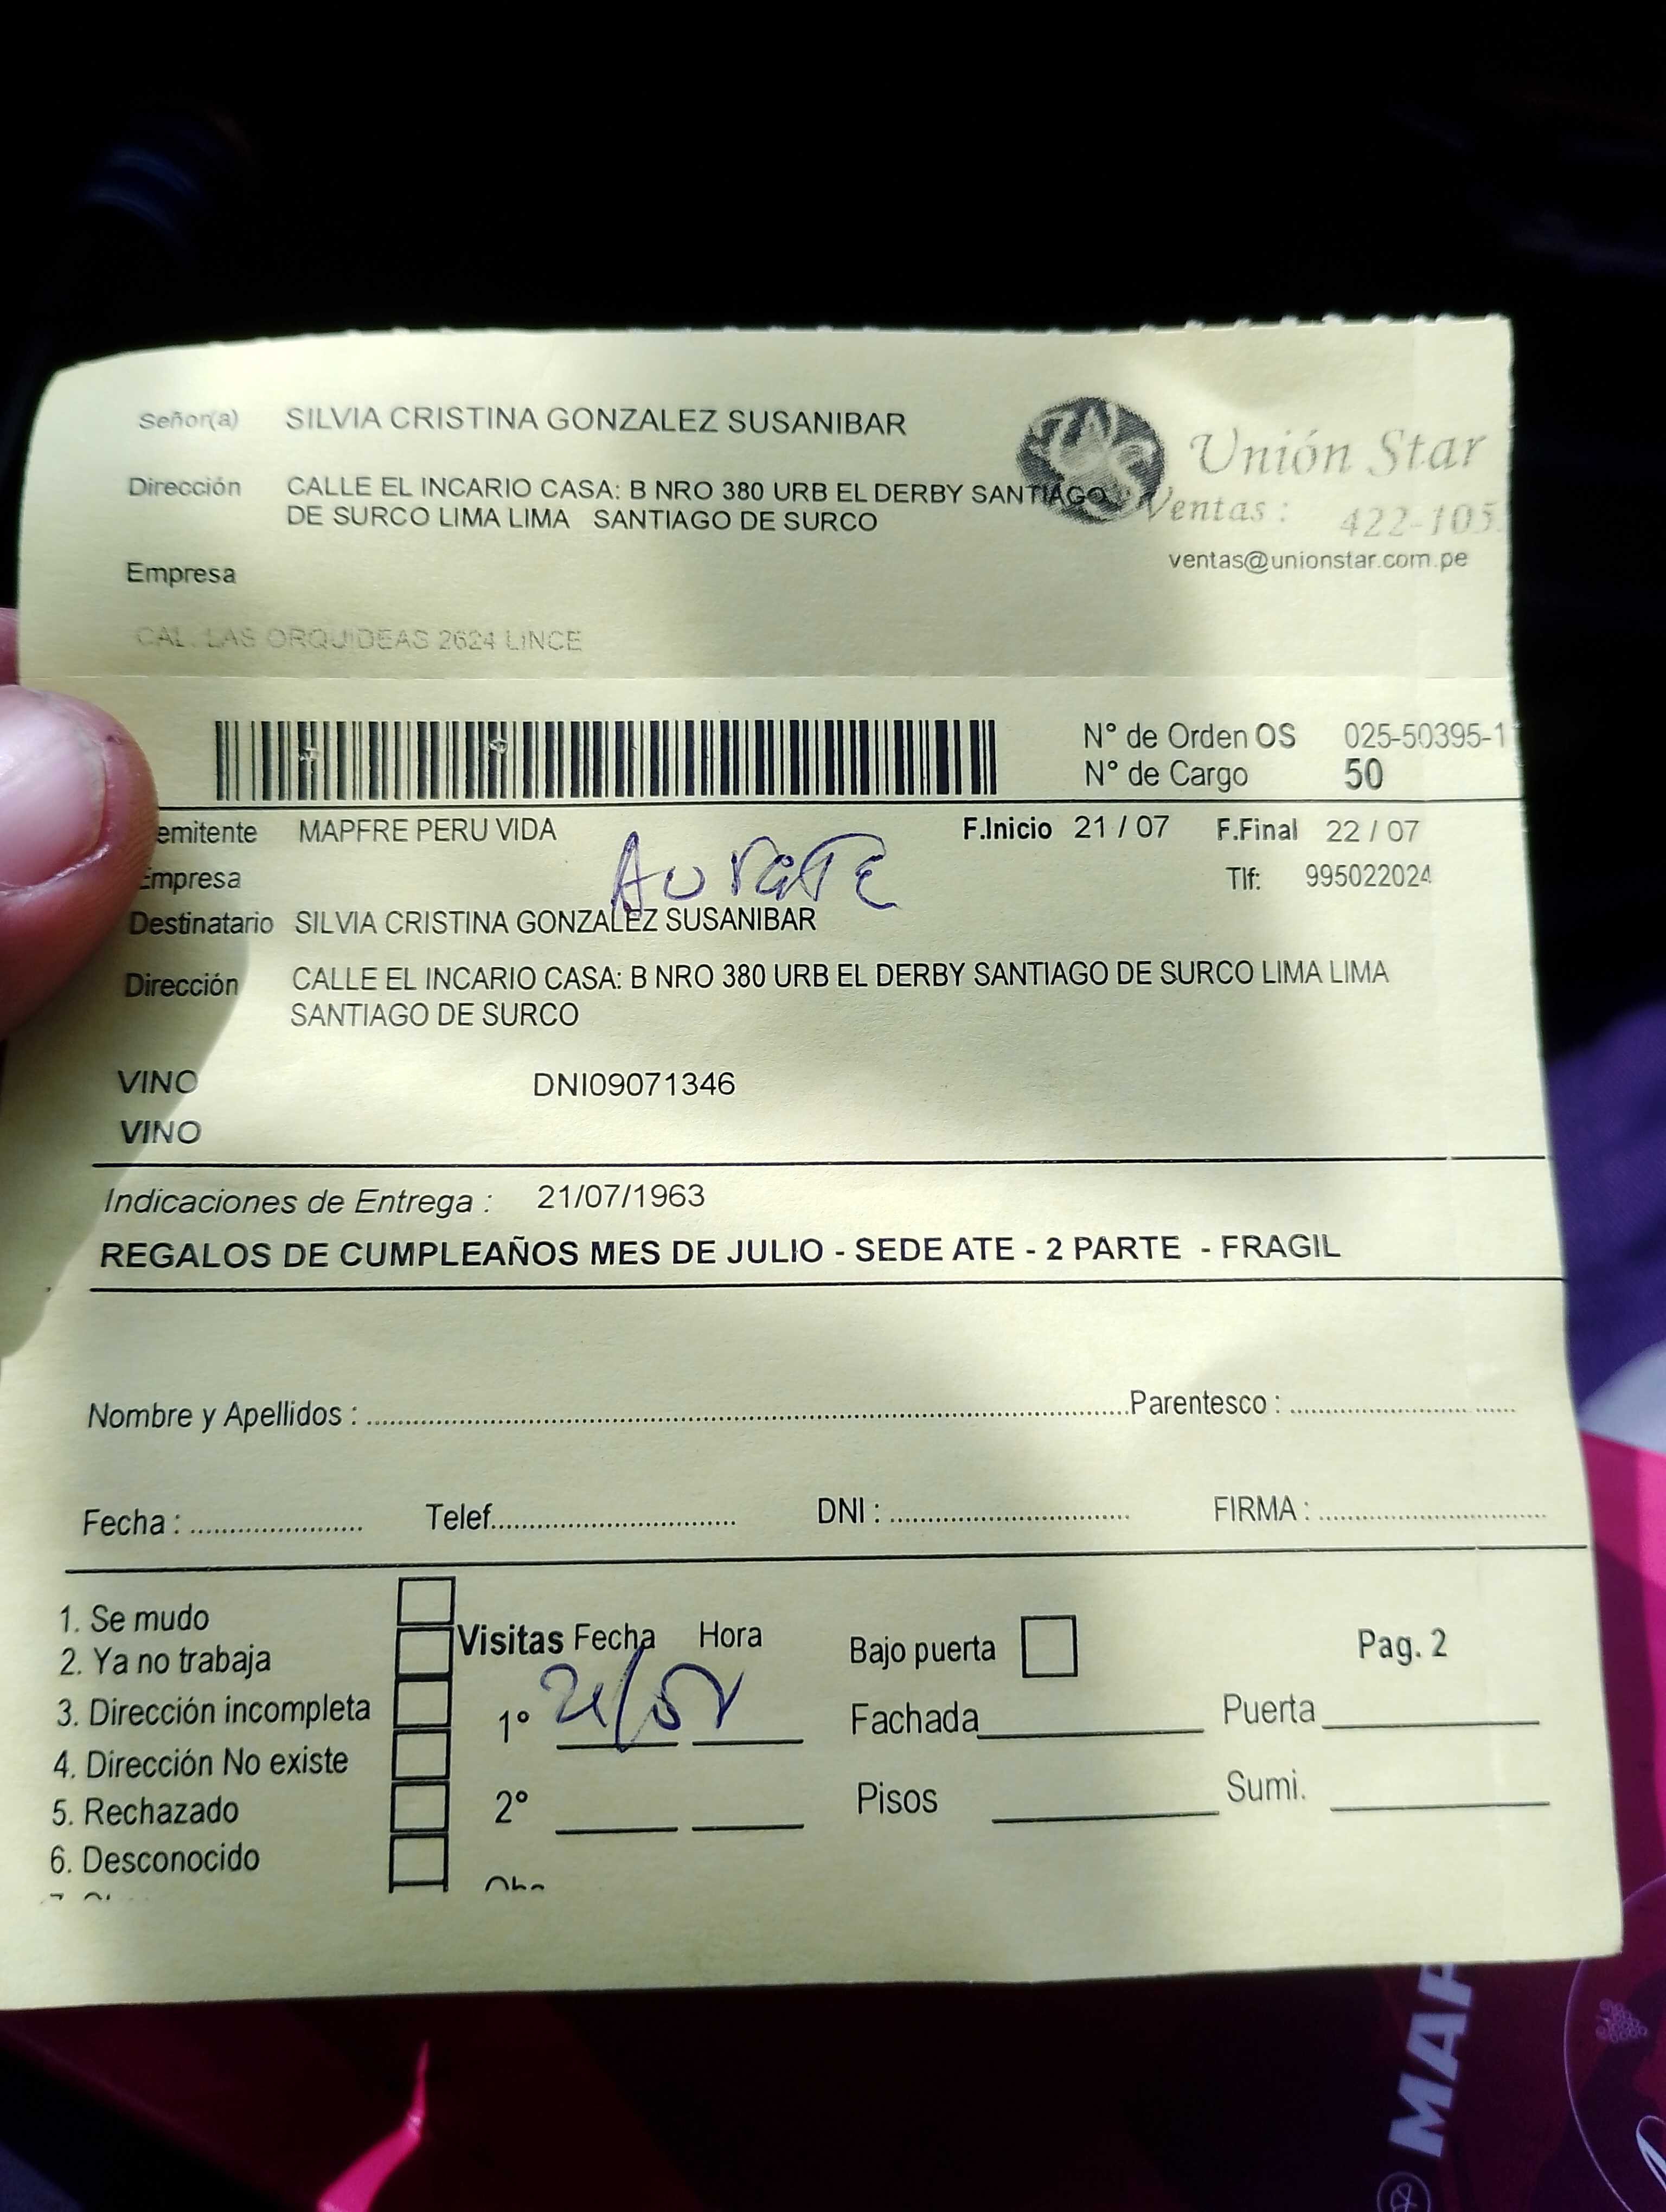 Señor(a) SILVIA CRISTINA GONZALEZ SUSANIBAR
Unión Star
Dirección CALLE EL INCARIO CASA: B NRO 380 URB EL DERBY SANTIAGO
DE SURCO LIMA LIMA SANTIAGO DE SURCO
Ventas : 422-105
ventas@unionstar.com.pe
Empresa
CAL. LAS ORQUIDEAS 2624 LINCE
N° de Orden OS 025-50395-1
N° de Cargo 50
emitente MAPFRE PERU VIDA F.Inicio 21 / 07 F.Final 22 / 07
Empresa Tlf: 995022024
Destinatario SILVIA CRISTINA GONZALEZ SUSANIBAR
Dirección CALLE EL INCARIO CASA: B NRO 380 URB EL DERBY SANTIAGO DE SURCO LIMA LIMA
SANTIAGO DE SURCO
VINO DNI09071346
VINO
Indicaciones de Entrega : 21/07/1963
REGALOS DE CUMPLEAÑOS MES DE JULIO - SEDE ATE - 2 PARTE - FRAGIL
Nombre y Apellidos : Parentesco :
Fecha : Telef. DNI : FIRMA :
1. Se mudo
2. Ya no trabaja
3. Dirección incompleta
4. Dirección No existe
5. Rechazado
6. Desconocido
Visitas Fecha Hora
1°
2°
Bajo puerta Pag. 2
Fachada Puerta
Pisos Sumi.
MAP